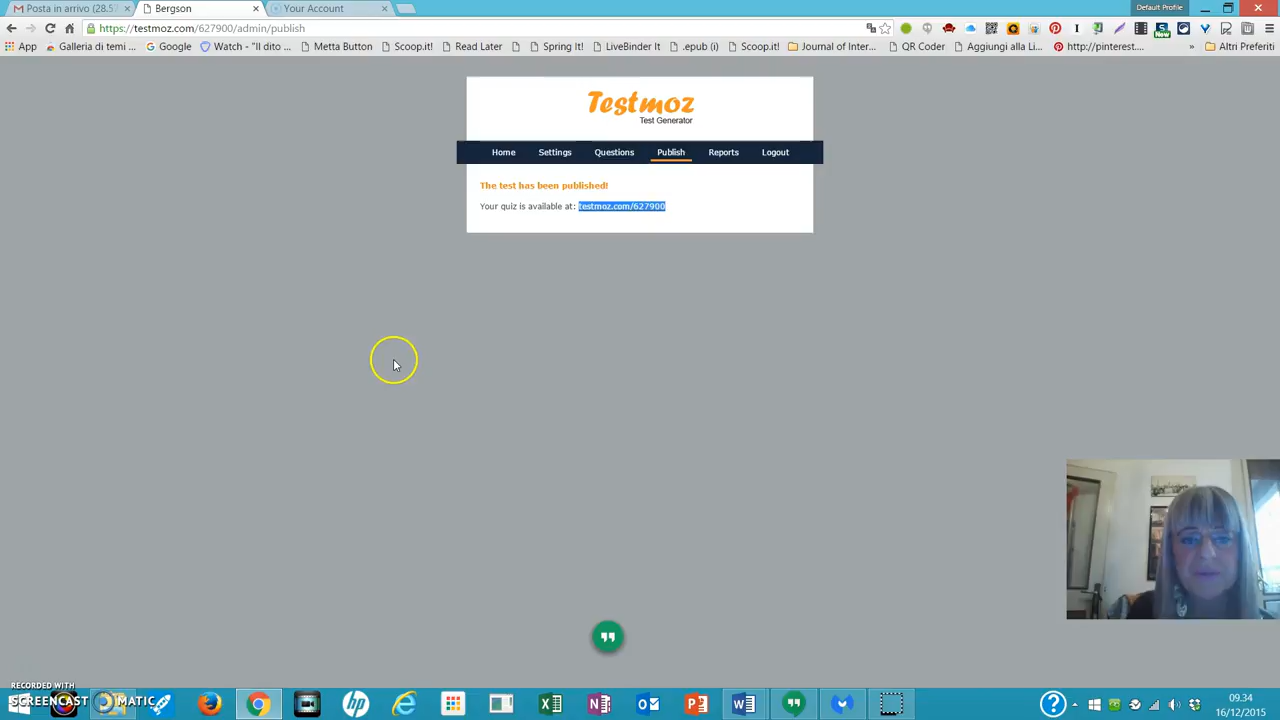 Posta in arrivo (28.5
Bergson
Your Account
Default Profile
https://testmoz.com/627900/admin/publish
App
Galleria di temi ...
Google
Watch - "Il dito ...
Metta Button
Scoop.it!
Read Later
Spring It!
LiveBinder It
.epub (i)
Scoop.it!
Journal of Inter...
QR Coder
Aggiungi alla Li...
http://pinterest....
»
Altri Preferiti
New
Testmoz
Test Generator
Home
Settings
Questions
Publish
Reports
Logout
The test has been published!
Your quiz is available at: testmoz.com/627900
RECORDED WITH
SCREENCAST MATIC
09.34
16/12/2015